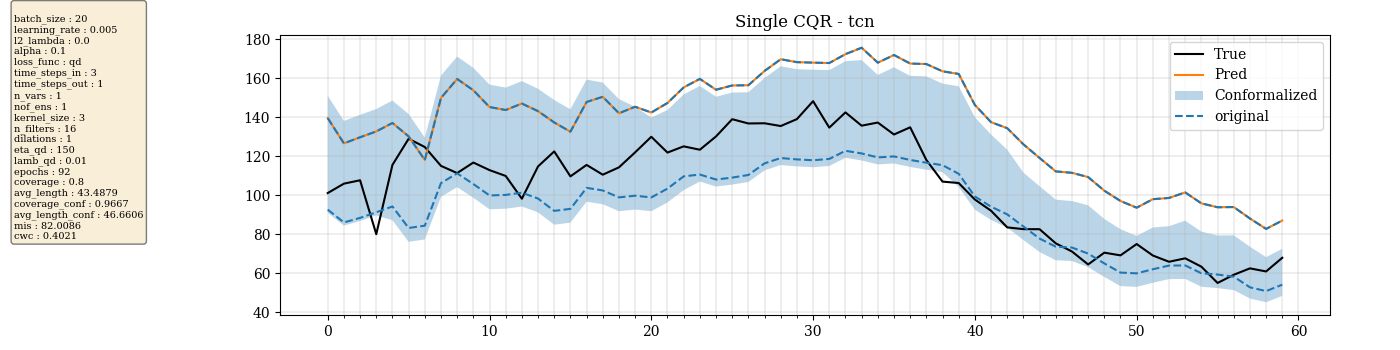 batch_size : 20
learning_rate : 0.005
l2_lambda : 0.0
alpha : 0.1
loss_func : qd
time_steps_in : 3
time_steps_out : 1
n_vars : 1
nof_ens : 1
kernel_size : 3
n_filters : 16
dilations : 1
eta_qd : 150
lamb_qd : 0.01
epochs : 92
coverage : 0.8
avg_length : 43.4879
coverage_conf : 0.9667
avg_length_conf : 46.6606
mis : 82.0086
cwc : 0.4021
Single CQR - tcn
180
160
140
120
100
80
60
40
True
Pred
Conformalized
original
0 10 20 30 40 50 60